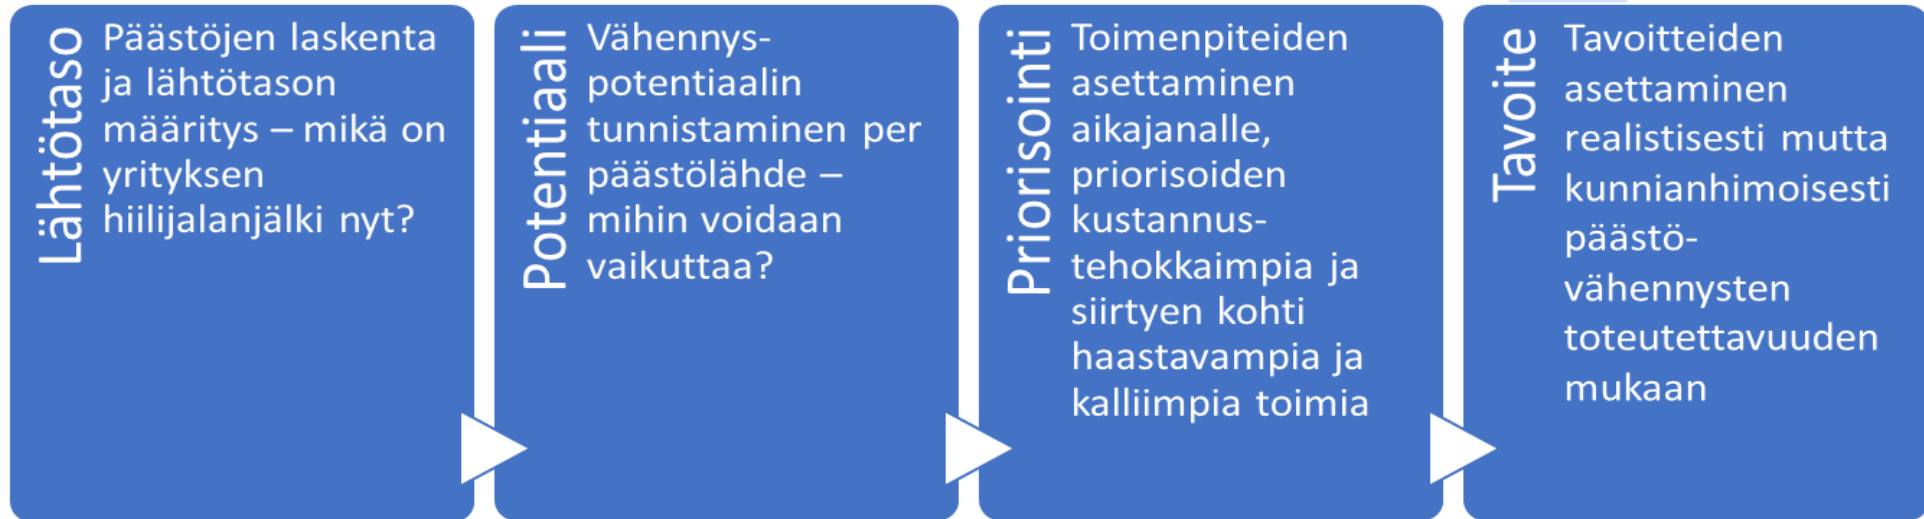 Lähtötaso
Päästöjen laskenta
ja lähtötason
määritys – mikä on
yrityksen
hiilijalanjälki nyt?
Potentiaali
Vähennys-
potentiaalin
tunnistaminen per
päästölähde –
mihin voidaan
vaikuttaa?
Priorisointi
Toimenpiteiden
asettaminen
aikajanalle,
priorisoiden
kustannus-
tehokkaimpia ja
siirtyen kohti
haastavampia ja
kalliimpia toimia
Tavoite
Tavoitteiden
asettaminen
realistisesti mutta
kunnianhimoisesti
päästö-
vähennysten
toteutettavuuden
mukaan